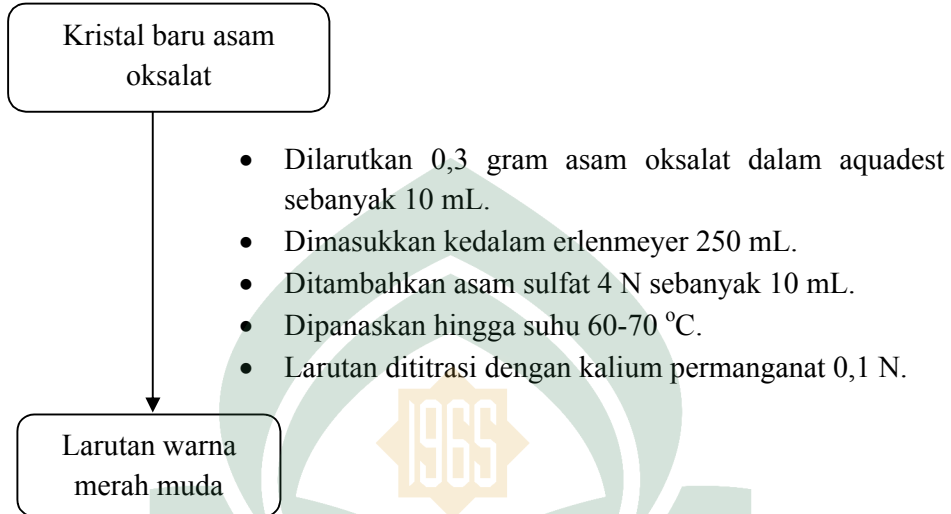 Kristal baru asam
oksalat
• Dilarutkan 0,3 gram asam oksalat dalam aquadest
sebanyak 10 mL.
• Dimasukkan kedalam erlenmeyer 250 mL.
• Ditambahkan asam sulfat 4 N sebanyak 10 mL.
• Dipanaskan hingga suhu 60-70 °C.
• Larutan dititrasi dengan kalium permanganat 0,1 N.
1965
Larutan warna
merah muda